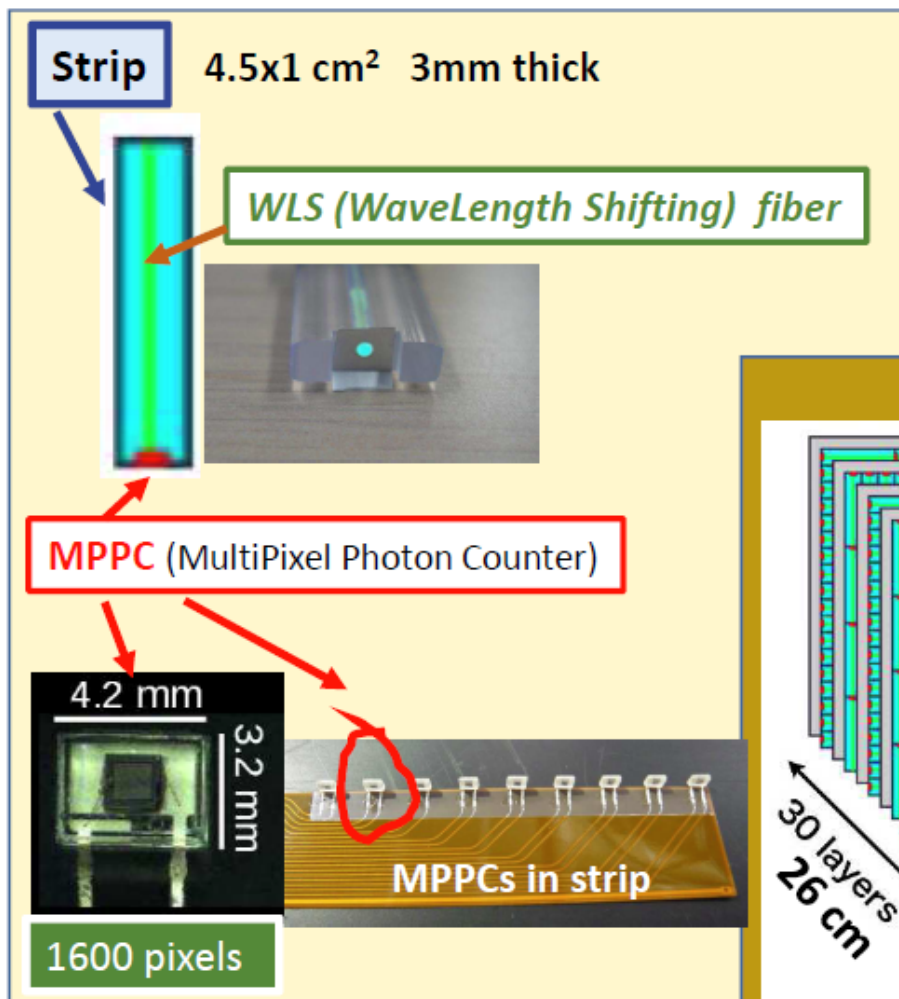 Strip 4.5x1 cm² 3mm thick
WLS (WaveLength Shifting) fiber
MPPC (MultiPixel Photon Counter)
4.2 mm
3.2 mm
MPPCs in strip
1600 pixels
30 layers
26 cm